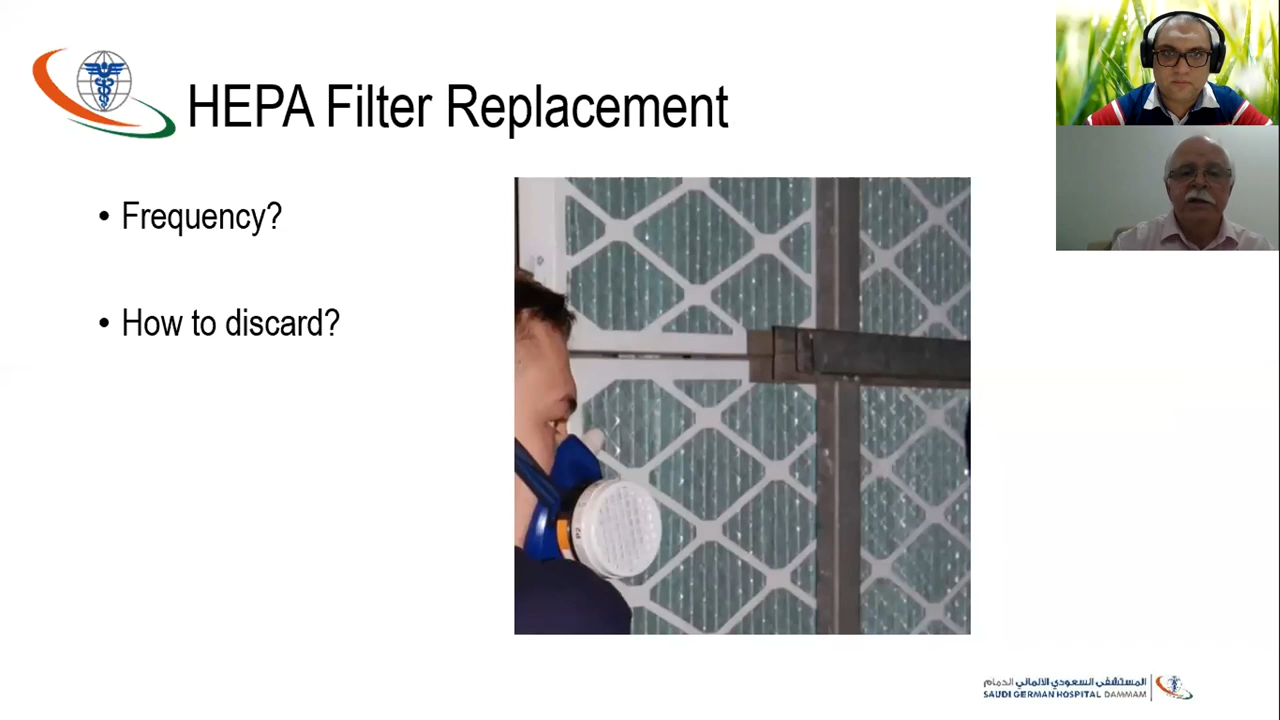 HEPA Filter Replacement
• Frequency?
• How to discard?
P2
المستشفى السعودي الألماني الدمام
SAUDI GERMAN HOSPITAL DAMMAM